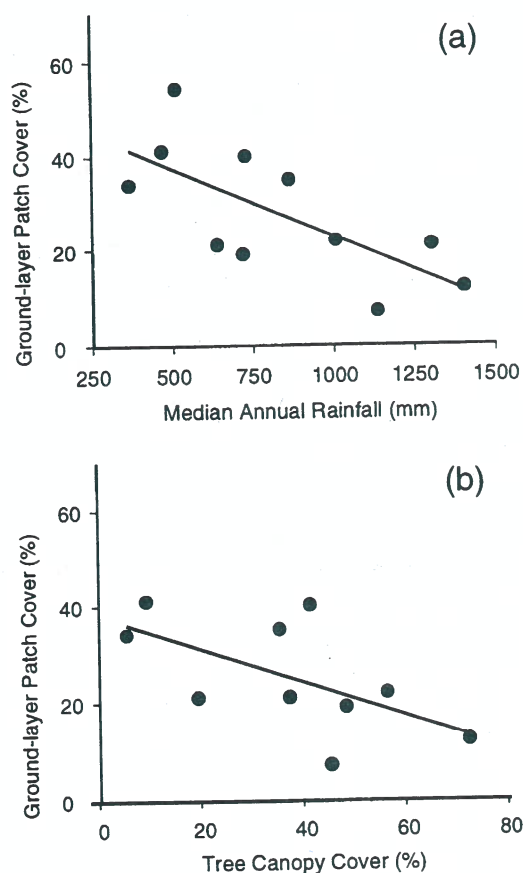 (a)
Ground-layer Patch Cover (%)
60
40
20
0
250 500 750 1000 1250 1500
Median Annual Rainfall (mm)
(b)
Ground-layer Patch Cover (%)
60
40
20
0
0 20 40 60 80
Tree Canopy Cover (%)